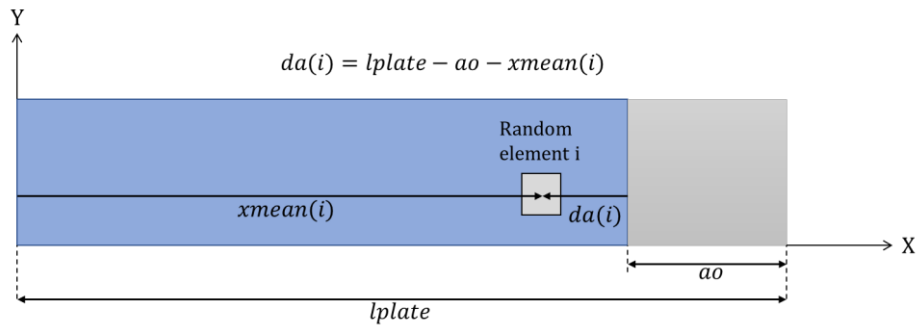 Y
da(i) = lplate − ao − xmean(i)
Random
element i
xmean(i)
da(i)
X
ao
lplate